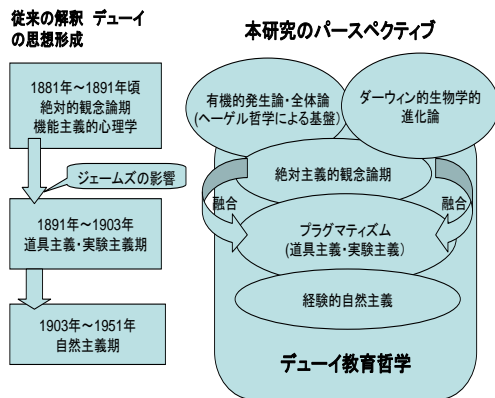 従来の解釈 デューイ
の思想形成
1881年～1891年頃
絶対的観念論期
機能主義的心理学
ジェームズの影響
1891年～1903年
道具主義・実験主義期
1903年～1951年
自然主義期
本研究のパースペクティブ
有機的発生論・全体論
(ヘーゲル哲学による基盤)
ダーウィン的生物学的
進化論
絶対主義的観念論期
融合
融合
プラグマティズム
(道具主義・実験主義)
経験的自然主義
デューイ教育哲学